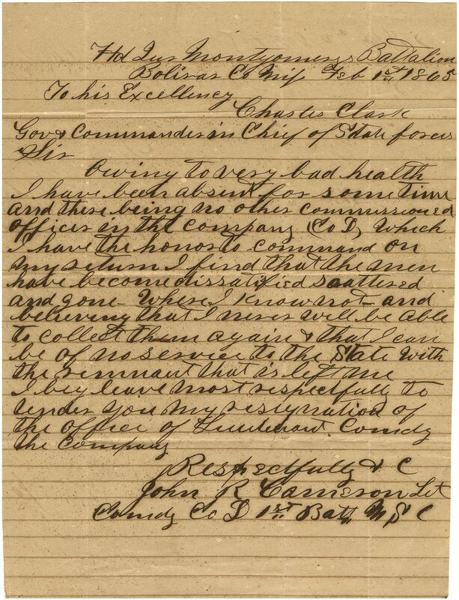 Hd Qus Montgomerys Battalion
Bolivar Co Miss Feb 1st 1865
To his Excellency
Charles Clark
Gov & Commander in Chief of State forces
Sir
Owing to very bad health
I have been absent for some time
and there being no other commissioned
officer in the Company (Co D) which
I have the honor to command on
my return I find that the men
have become dissatified scattered
and gone Where I know not - and
believing that I never will be able
to collect them again & that I can
be of no service to the State with
the remnant that is left me
I beg leave most respectfully to
tender you my resignation of
the office of Lieutenant Comdg
the Company
Respectfully & C
John R Cameron Lt
Comdg Co D 1st Batt M S C